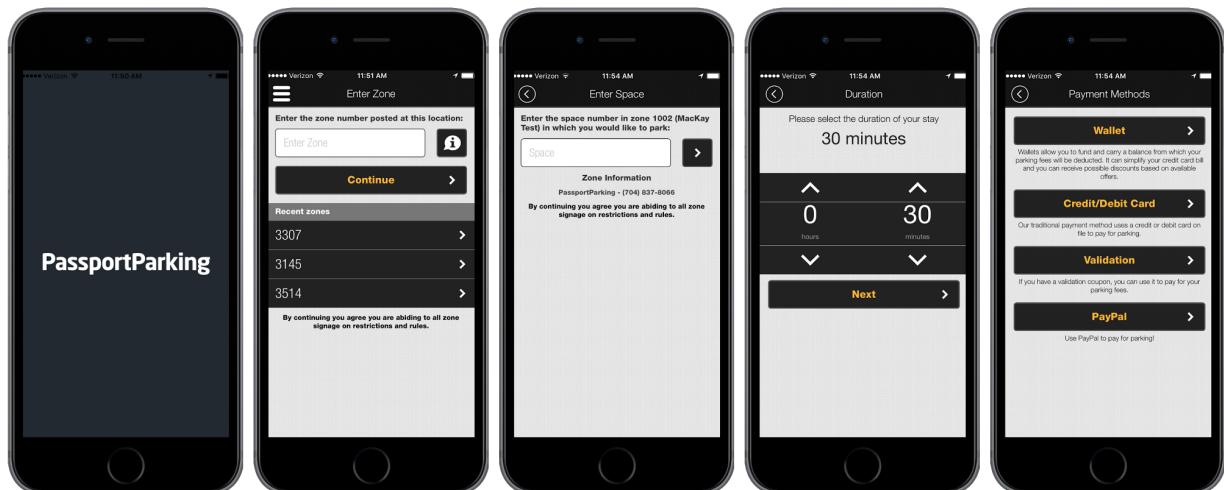 Verizon 11:50 AM
PassportParking
Verizon 11:51 AM
Enter Zone
Enter the zone number posted at this location:
Enter Zone
Continue
Recent zones
3307
3145
3514
By continuing you agree you are abiding to all zone
signage on restrictions and rules.
Verizon 11:54 AM
Enter Space
Enter the space number in zone 1002 (MacKay
Test) in which you would like to park:
Space
Zone Information
PassportParking - (704) 837-8066
By continuing you agree you are abiding to all zone
signage on restrictions and rules.
Verizon 11:54 AM
Duration
Please select the duration of your stay
30 minutes
0 30
hours minutes
Next
Verizon 11:54 AM
Payment Methods
Wallet
Wallets allow you to fund and carry a balance from which your
parking fees will be deducted. It can simplify your credit card bill
and you can receive possible discounts based on available
offers.
Credit/Debit Card
Our traditional payment method uses a credit or debit card on
file to pay for parking.
Validation
If you have a validation coupon, you can use it to pay for your
parking fees.
PayPal
Use PayPal to pay for parking!